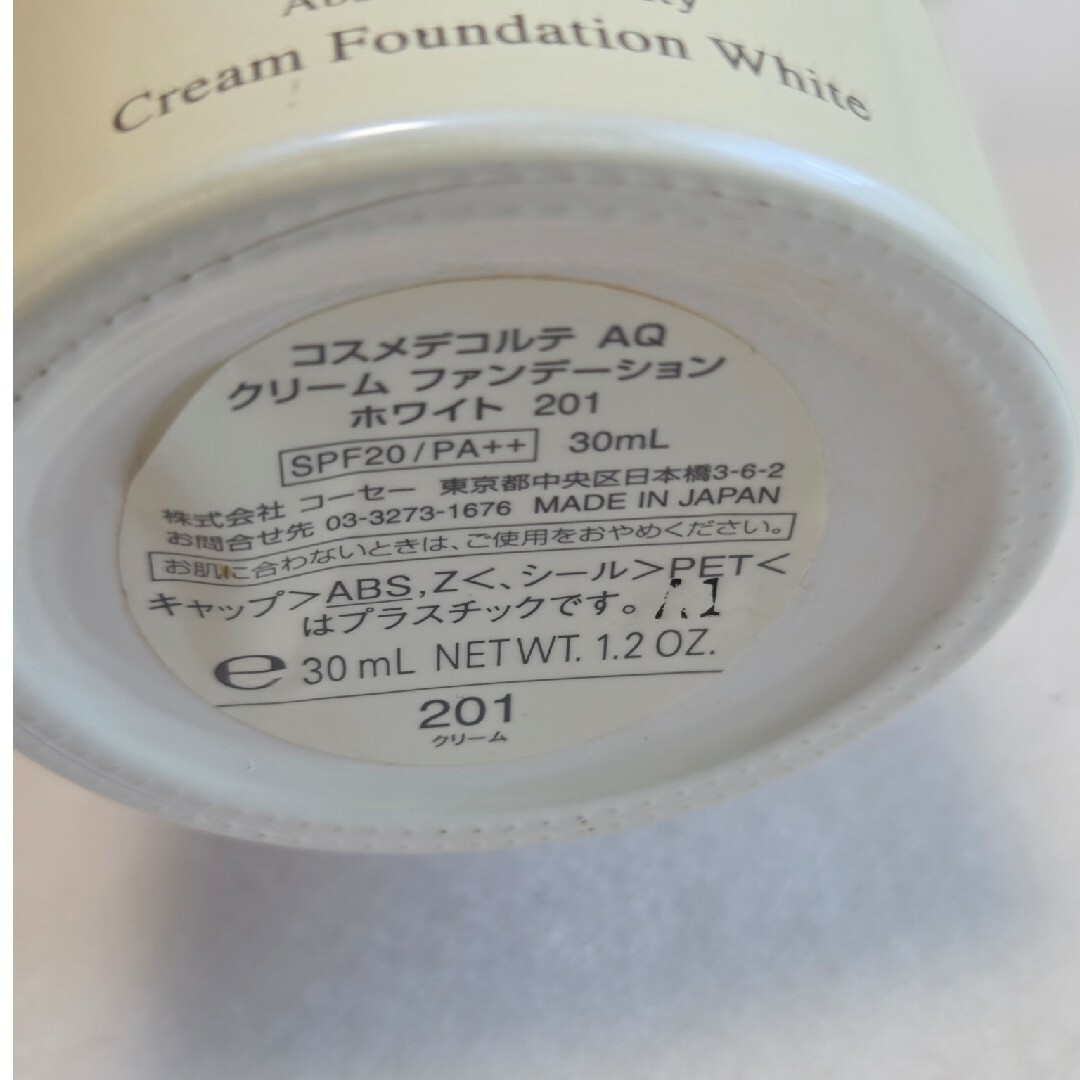 Cream Foundation White
コスメデコルテ AQ
クリーム ファンデーション
ホワイト 201
SPF20/PA++ 30mL
株式会社 コーセー 東京都中央区日本橋3-6-2
お問合せ先 03-3273-1676 MADE IN JAPAN
お肌に合わないときは、ご使用をおやめください。
キャップ>ABS,Z<、シール>PET<
はプラスチックです。
℮ 30 mL NET WT. 1.2 OZ.
201
クリーム